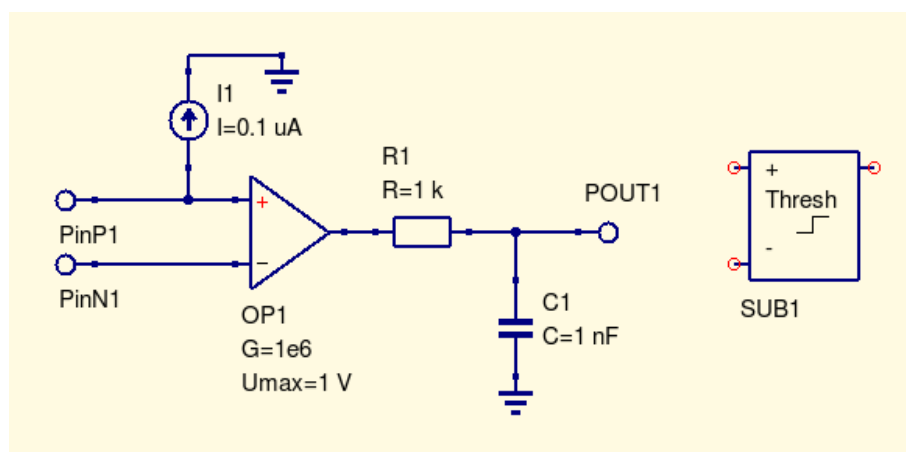 I1
I=0.1 uA
PinP1
PinN1
+
−
OP1
G=1e6
Umax=1 V
R1
R=1 k
POUT1
C1
C=1 nF
+
Thresh
-
SUB1